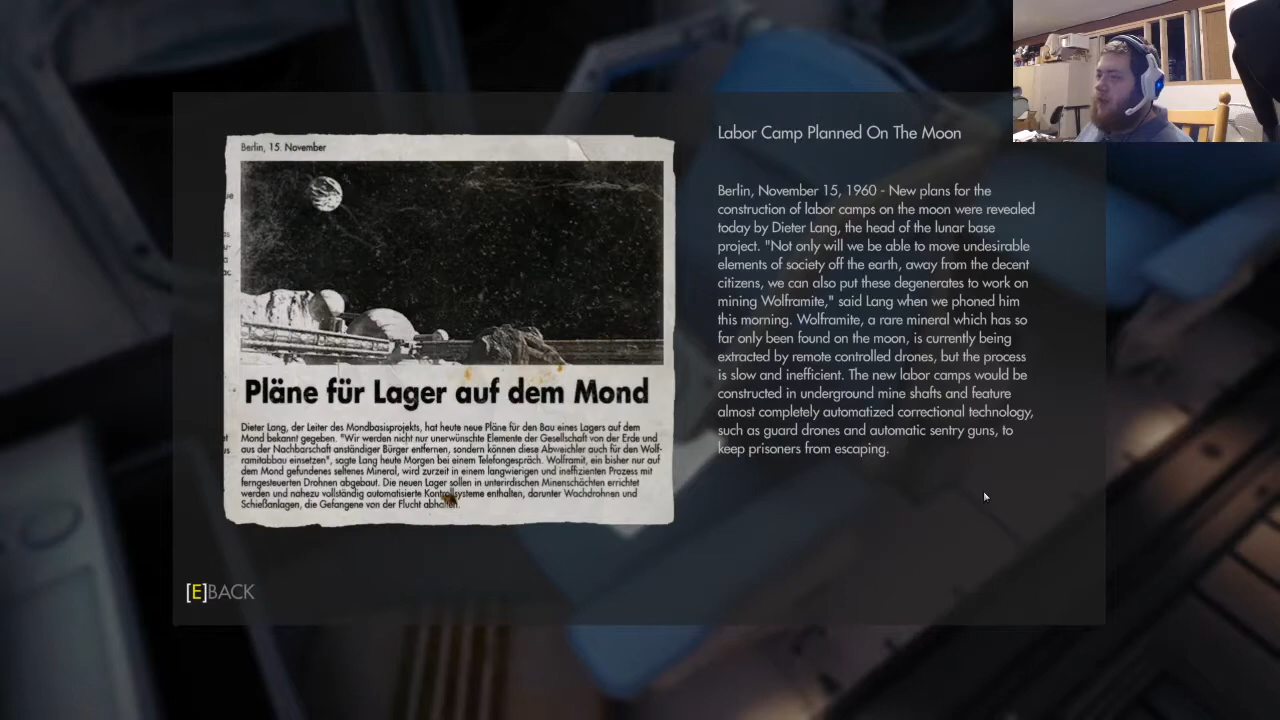 Berlin, 15. November
Pläne für Lager auf dem Mond
Dieter Lang, der Leiter des Mondbasisprojekts, hat heute neue Pläne für den Bau eines Lagers auf dem
Mond bekannt gegeben. "Wir werden nicht nur unerwünschte Elemente der Gesellschaft von der Erde und
aus der Nachbarschaft anständiger Bürger entfernen, sondern können diese Abweichler auch für den Wolf-
ramitabbau einsetzen", sagte Lang heute Morgen bei einem Telefongespräch. Wolframit, ein bisher nur auf
dem Mond gefundenes seltenes Mineral, wird zurzeit in einem langwierigen und ineffizienten Prozess mit
ferngesteuerten Drohnen abgebaut. Die neuen Lager sollen in unterirdischen Minenschächten errichtet
werden und nahezu vollständig automatisierte Kontrollsysteme enthalten, darunter Wachdrohnen und
Schießanlagen, die Gefangene von der Flucht abhalten.
Labor Camp Planned On The Moon
Berlin, November 15, 1960 - New plans for the
construction of labor camps on the moon were revealed
today by Dieter Lang, the head of the lunar base
project. "Not only will we be able to move undesirable
elements of society off the earth, away from the decent
citizens, we can also put these degenerates to work on
mining Wolframite," said Lang when we phoned him
this morning. Wolframite, a rare mineral which has so
far only been found on the moon, is currently being
extracted by remote controlled drones, but the process
is slow and inefficient. The new labor camps would be
constructed in underground mine shafts and feature
almost completely automatized correctional technology,
such as guard drones and automatic sentry guns, to
keep prisoners from escaping.
[E]BACK